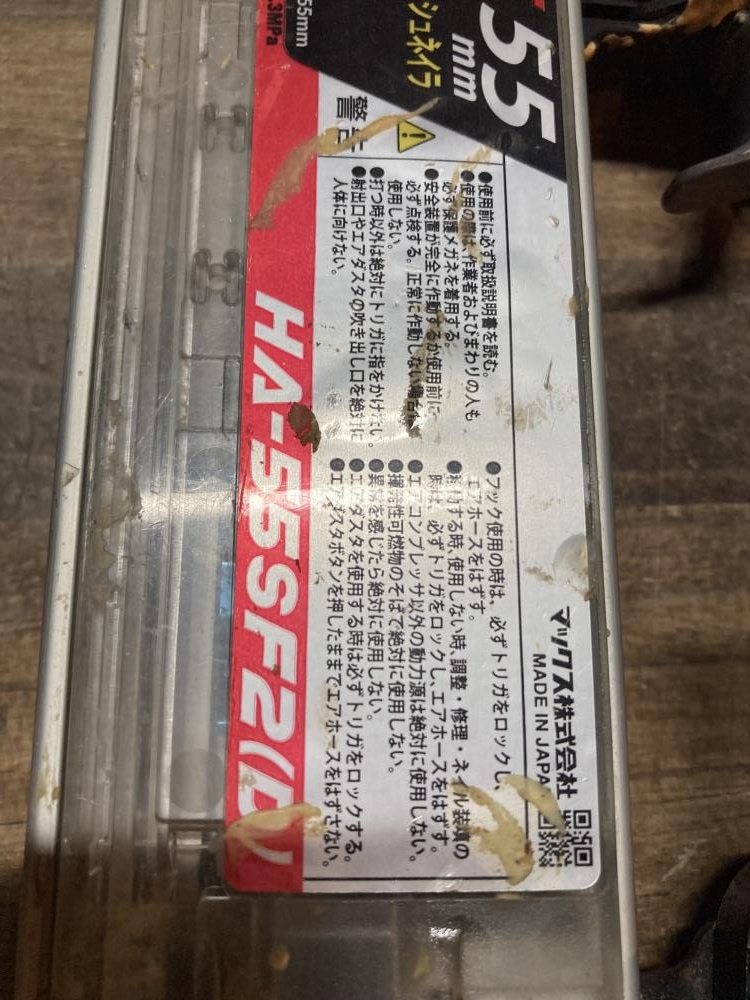 55
mm
シュネイラ
55mm
.3MPa
警告
●使用前に必ず取扱説明書を読む。
●使用の際は、作業者およびまわりの人も
必ず保護メガネを着用する。
●安全装置が完全に作動するか使用前に
必ず点検する。正常に作動しない場合は
使用しない。
●打つ時以外は絶対にトリガに指をかけない。
●射出口やエアダスタの吹き出し口を絶対に
人体に向けない。
●フック使用の時は、必ずトリガをロックし、
エアホースをはずす。
●移動する時、使用しない時、調整・修理・ネイル装填の
時は、必ずトリガをロックし、エアホースをはずす。
●エアコンプレッサ以外の動力源は絶対に使用しない。
●揮発性可燃物のそばで絶対に使用しない。
●異常を感じたら絶対に使用しない。
●エアダスタを使用する時は必ずトリガをロックする。
●エアダスタボタンを押したままでエアホースをはずさない。
マックス株式会社
MADE IN JAPAN
HA-55SF2(D)